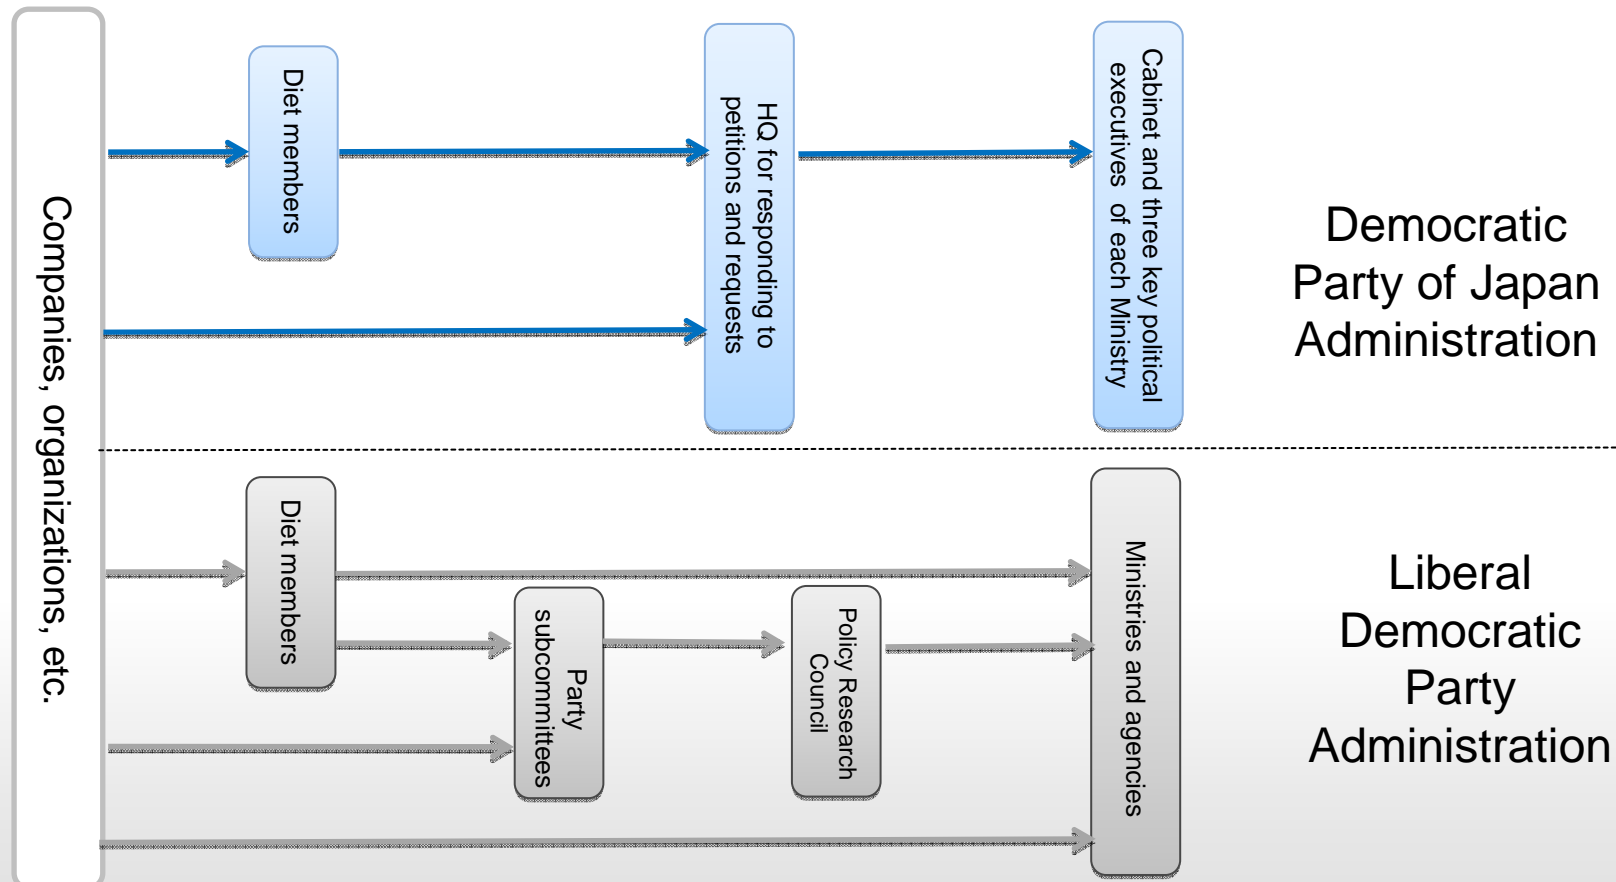 Companies, organizations, etc.
Diet members
HQ for responding to
petitions and requests
Cabinet and three key political
executives of each Ministry
Democratic
Party of Japan
Administration
Diet members
Party
subcommittees
Policy Research
Council
Ministries and agencies
Liberal
Democratic
Party
Administration